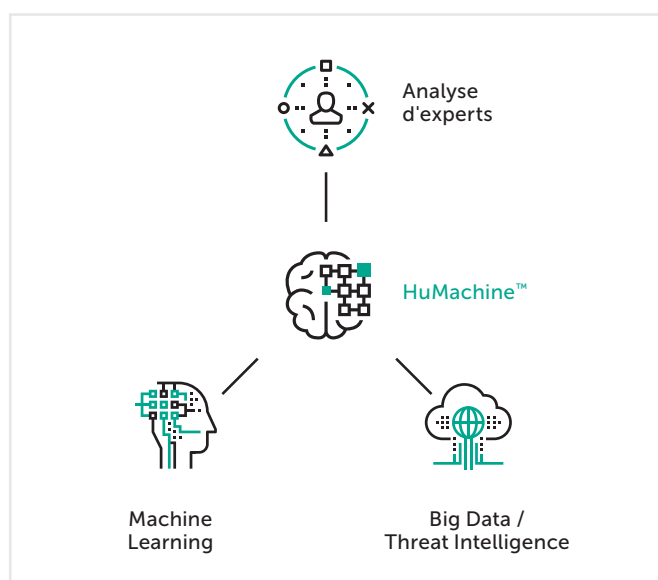 Analyse
d'experts
HuMachine™
Machine
Learning
Big Data /
Threat Intelligence